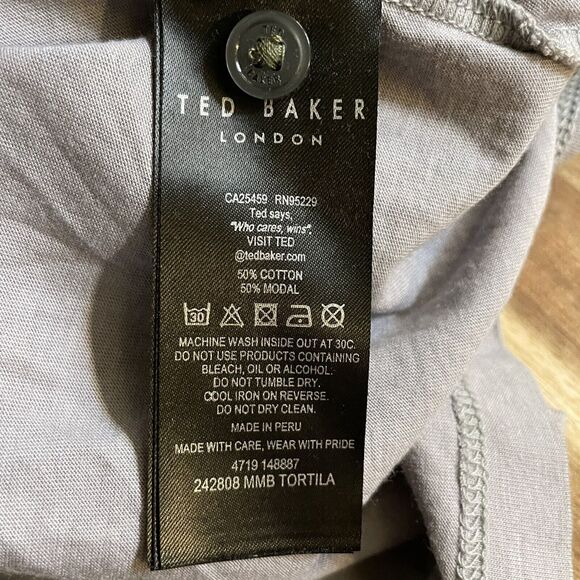 TED
BAKER
TED BAKER
LONDON
CA25459 RN95229
Ted says,
"Who cares, wins".
VISIT TED
@tedbaker.com
50% COTTON
50% MODAL
30
MACHINE WASH INSIDE OUT AT 30C.
DO NOT USE PRODUCTS CONTAINING
BLEACH, OIL OR ALCOHOL.
DO NOT TUMBLE DRY.
COOL IRON ON REVERSE.
DO NOT DRY CLEAN.
MADE IN PERU
MADE WITH CARE, WEAR WITH PRIDE
4719 148887
242808 MMB TORTILA